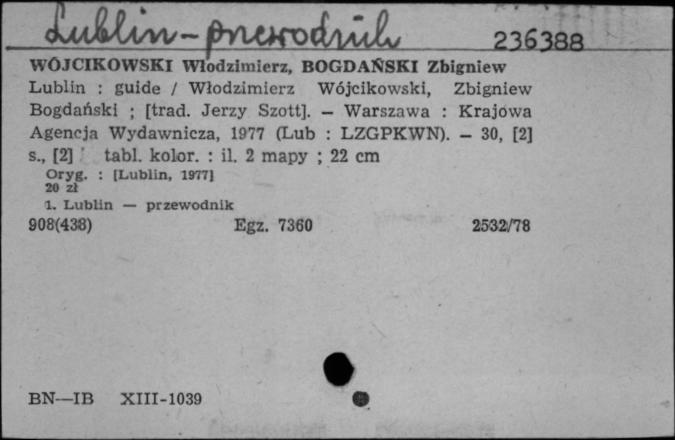 Lublin - przewodnik 236388
WÓJCIKOWSKI Włodzimierz, BOGDAŃSKI Zbigniew
Lublin : guide / Włodzimierz Wójcikowski, Zbigniew
Bogdański ; [trad. Jerzy Szott]. — Warszawa : Krajowa
Agencja Wydawnicza, 1977 (Lub : LZGPKWN). — 30, [2]
s., [2] tabl. kolor. : il. 2 mapy ; 22 cm
Oryg. : [Lublin, 1977]
20 zł
1. Lublin — przewodnik
908(438) Egz. 7360 2532/78
BN—IB XIII-1039